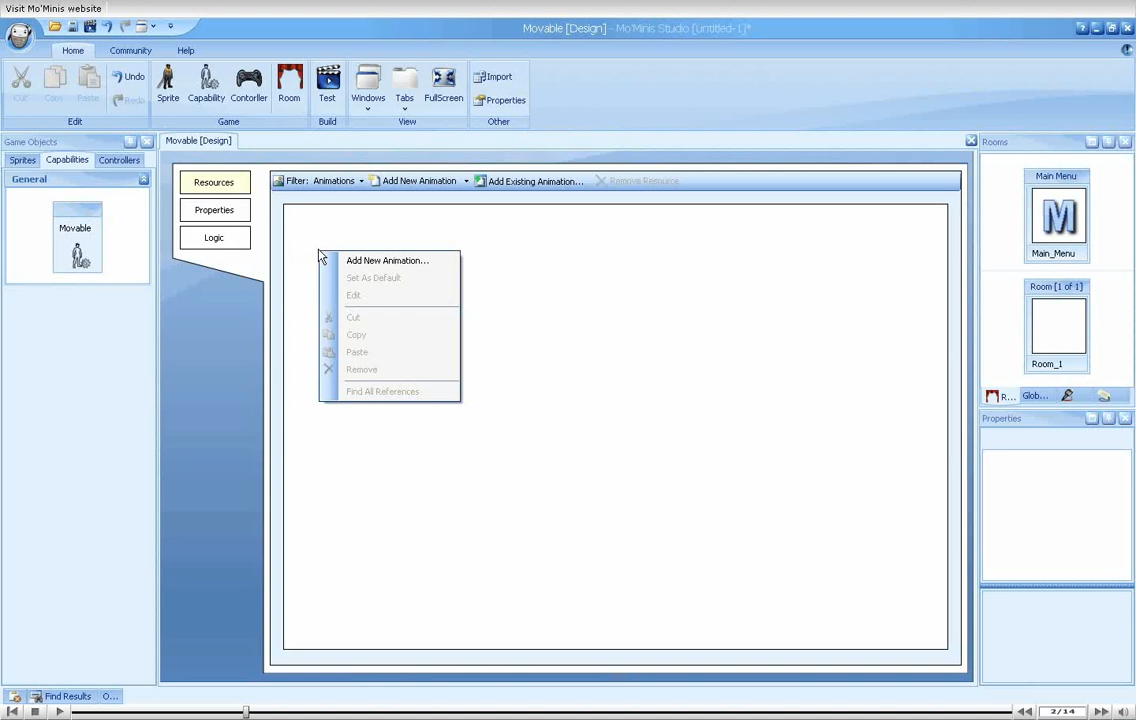 Visit Mo'Minis website
Movable [Design] - Mo'Minis Studio [untitled-1]*
Home Community Help
Cut Copy Paste Undo Redo
Sprite Capability Contorller Room Test Windows Tabs FullScreen Import Properties
Edit Game Build View Other
Game Objects
Sprites Capabilities Controllers
General
Movable
Movable [Design]
Resources
Properties
Logic
Filter: Animations Add New Animation Add Existing Animation... Remove Resource
Add New Animation...
Set As Default
Edit
Cut
Copy
Paste
Remove
Find All References
Rooms
Main Menu
M
Main_Menu
Room [1 of 1]
Room_1
R... Glob...
Properties
Find Results O...
2/14